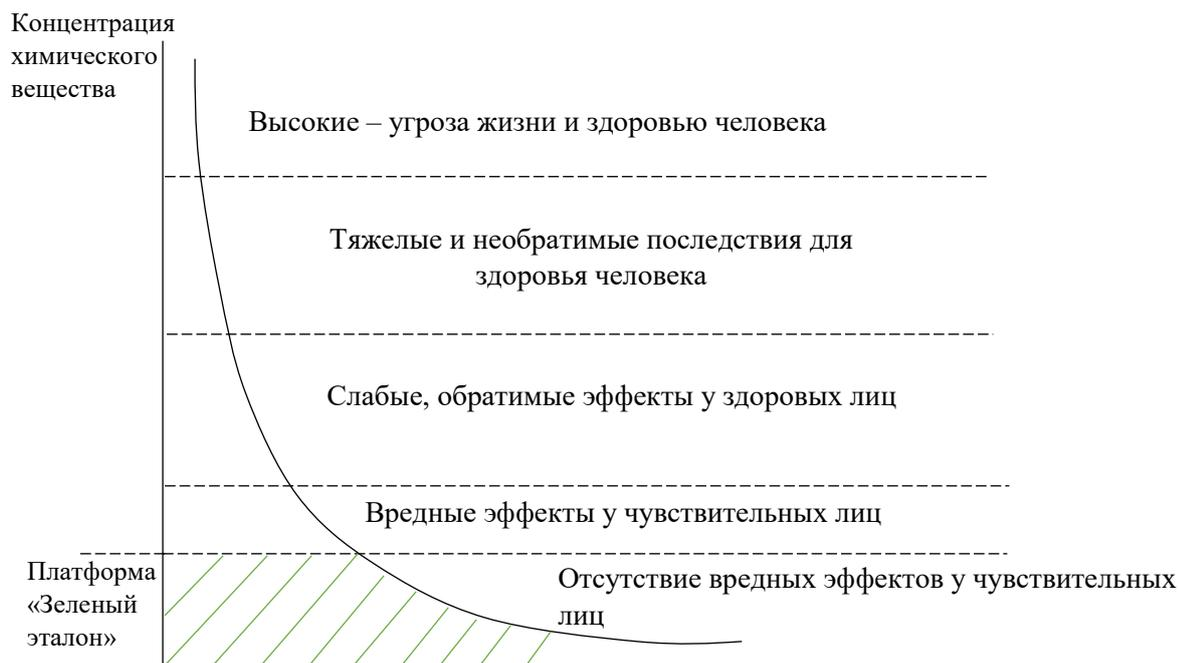 Концентрация
химического
вещества
Высокие – угроза жизни и здоровью человека
Тяжелые и необратимые последствия для
здоровья человека
Слабые, обратимые эффекты у здоровых лиц
Вредные эффекты у чувствительных лиц
Платформа
«Зеленый
эталон»
Отсутствие вредных эффектов у чувствительных
лиц